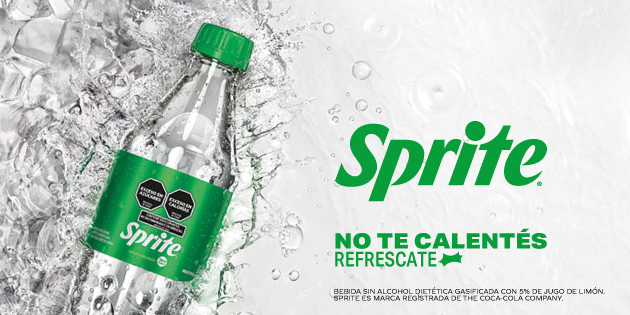 EXCESO EN
AZÚCARES
EXCESO EN
CALORÍAS
Sprite
Sprite
NO TE CALENTÉS
REFRESCATE
BEBIDA SIN ALCOHOL DIETÉTICA GASIFICADA CON 5% DE JUGO DE LIMÓN.
SPRITE ES MARCA REGISTRADA DE THE COCA-COLA COMPANY.